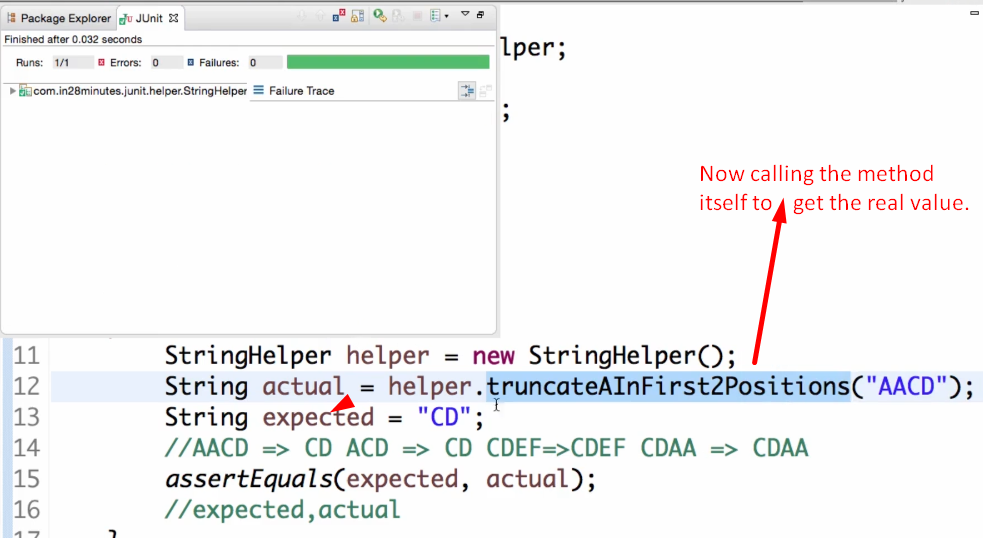 Package Explorer JUnit
Finished after 0.032 seconds
Runs: 1/1 Errors: 0 Failures: 0
com.in28minutes.junit.helper.StringHelper Failure Trace
lper;
;
Now calling the method
itself to get the real value.
11 StringHelper helper = new StringHelper();
12 String actual = helper.truncateAInFirst2Positions("AACD");
13 String expected = "CD";
14 //AACD => CD ACD => CD CDEF=>CDEF CDAA => CDAA
15 assertEquals(expected, actual);
16 //expected,actual
17 }